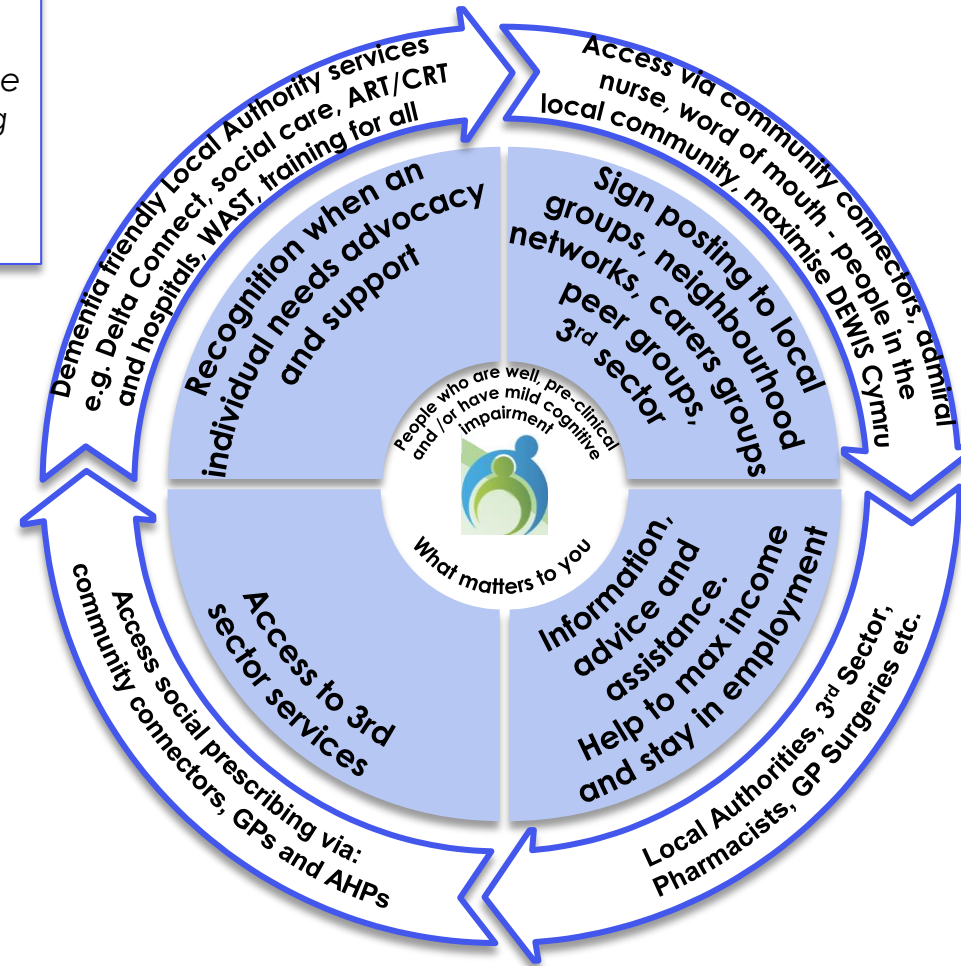 e
g
Dementia friendly Local Authority services
e.g. Delta Connect, social care, ART/CRT
and hospitals, WAST, training for all
Access via community connectors, admiral
nurse, word of mouth - people in the
local community, maximise DEWIS Cymru
Recognition when an
individual needs advocacy
and support
Sign posting to local
groups, neighbourhood
networks, carers groups
peer groups,
3rd sector
People who are well, pre-clinical
and /or have mild cognitive
impairment
What matters to you
Access to 3rd
sector services
Information,
advice and
assistance.
Help to max income
and stay in employment
Access social prescribing via:
community connectors, GPs and AHPs
Local Authorities, 3rd Sector,
Pharmacists, GP Surgeries etc.